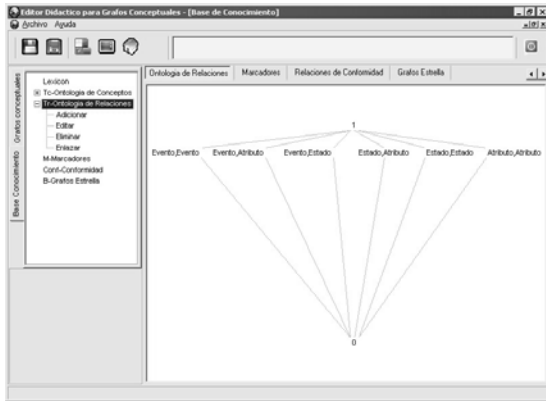 Editor Didactico para Grafos Conceptuales - [Base de Conocimiento]
Archivo Ayuda
Base Conocimiento Grafos conceptuales
Lexicon
Tc-Ontologia de Conceptos
Tr-Ontologia de Relaciones
Adicionar
Editar
Eliminar
Enlazar
M-Marcadores
Conf-Conformidad
B-Grafos Estrella
Ontologia de Relaciones Marcadores Relaciones de Conformidad Grafos Estrella
1
Evento,Evento Evento,Atributo Evento,Estado Estado,Atributo Estado,Estado Atributo,Atributo
0